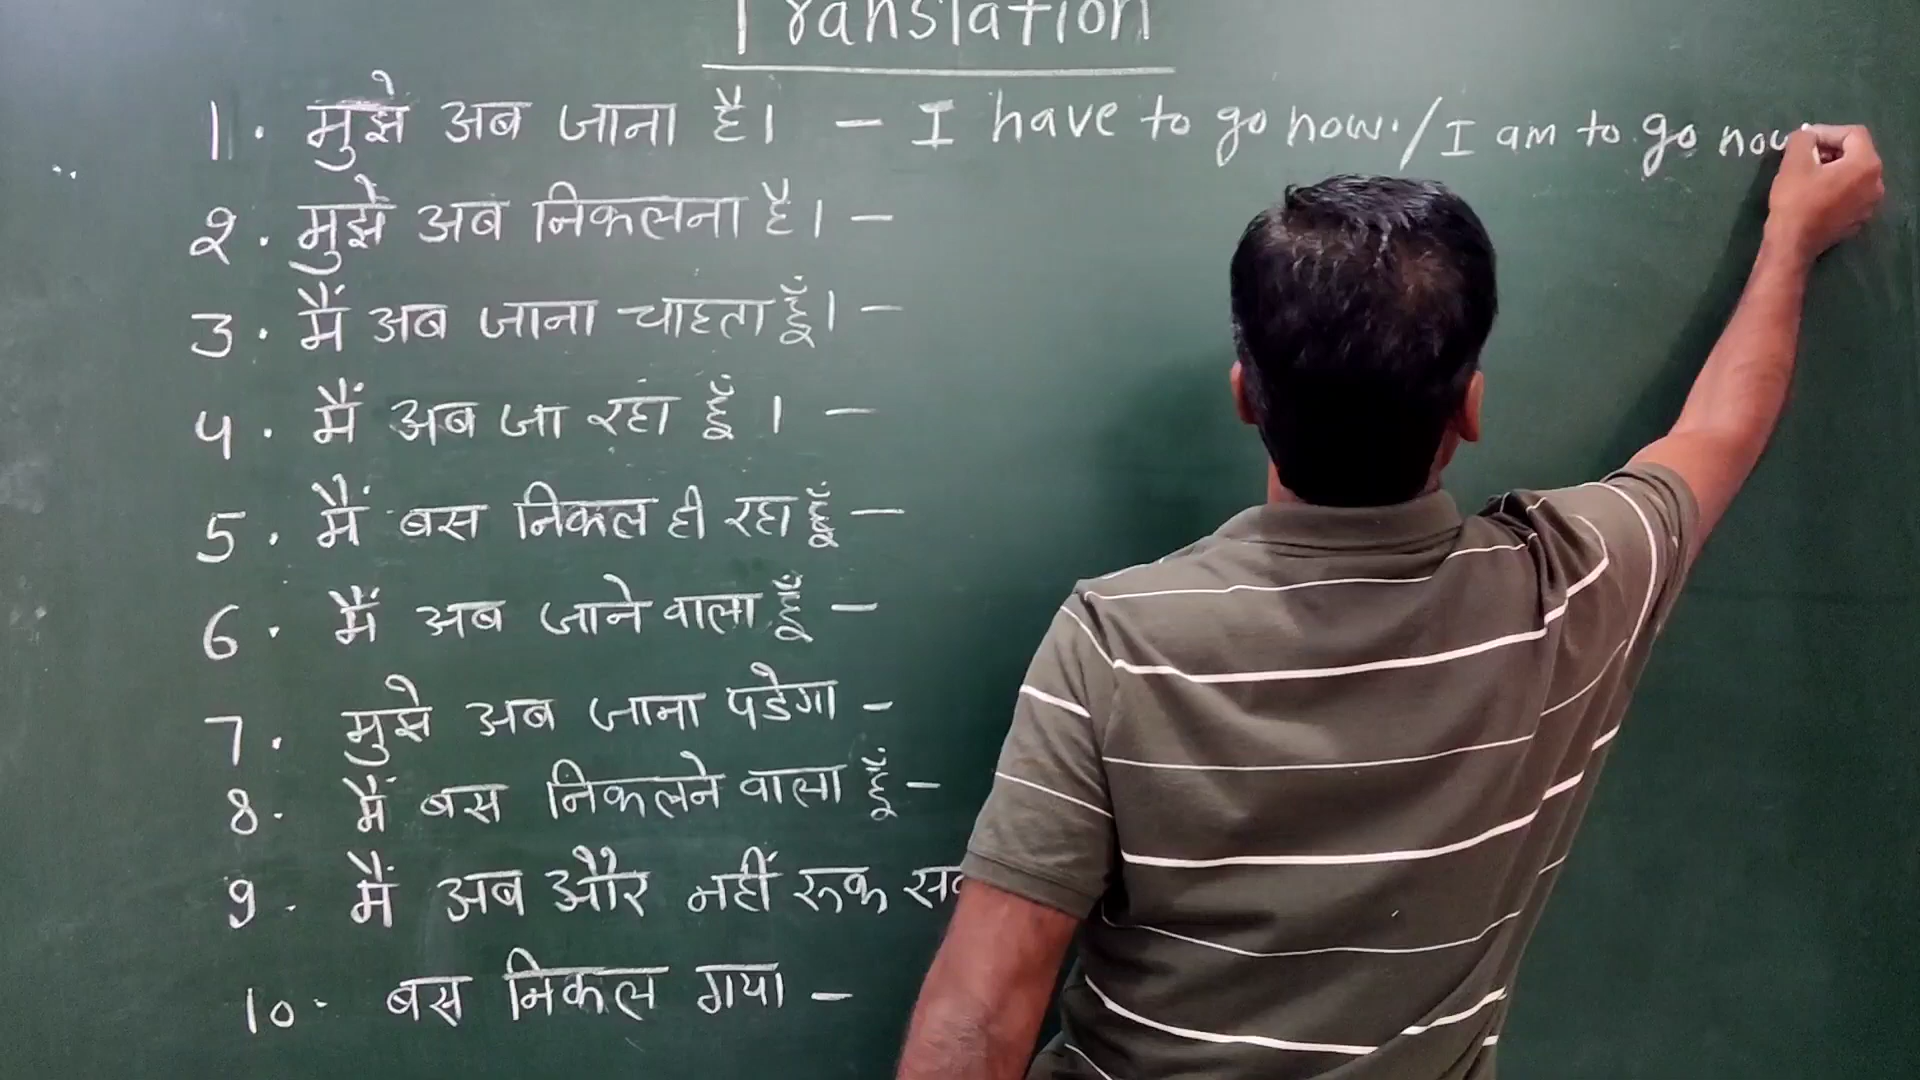 Translation
1. मुझे अब जाना है। - I have to go now. / I am to go now
2. मुझे अब निकलना है। -
3. मैं अब जाना चाहता हूँ। -
4. मैं अब जा रहा हूँ। -
5. मैं बस निकल ही रहा हूँ -
6. मैं अब जाने वाला हूँ -
7. मुझे अब जाना पडेगा -
8. मैं बस निकलने वाला हूँ -
9. मैं अब और नहीं रूक
10. बस निकल गया -